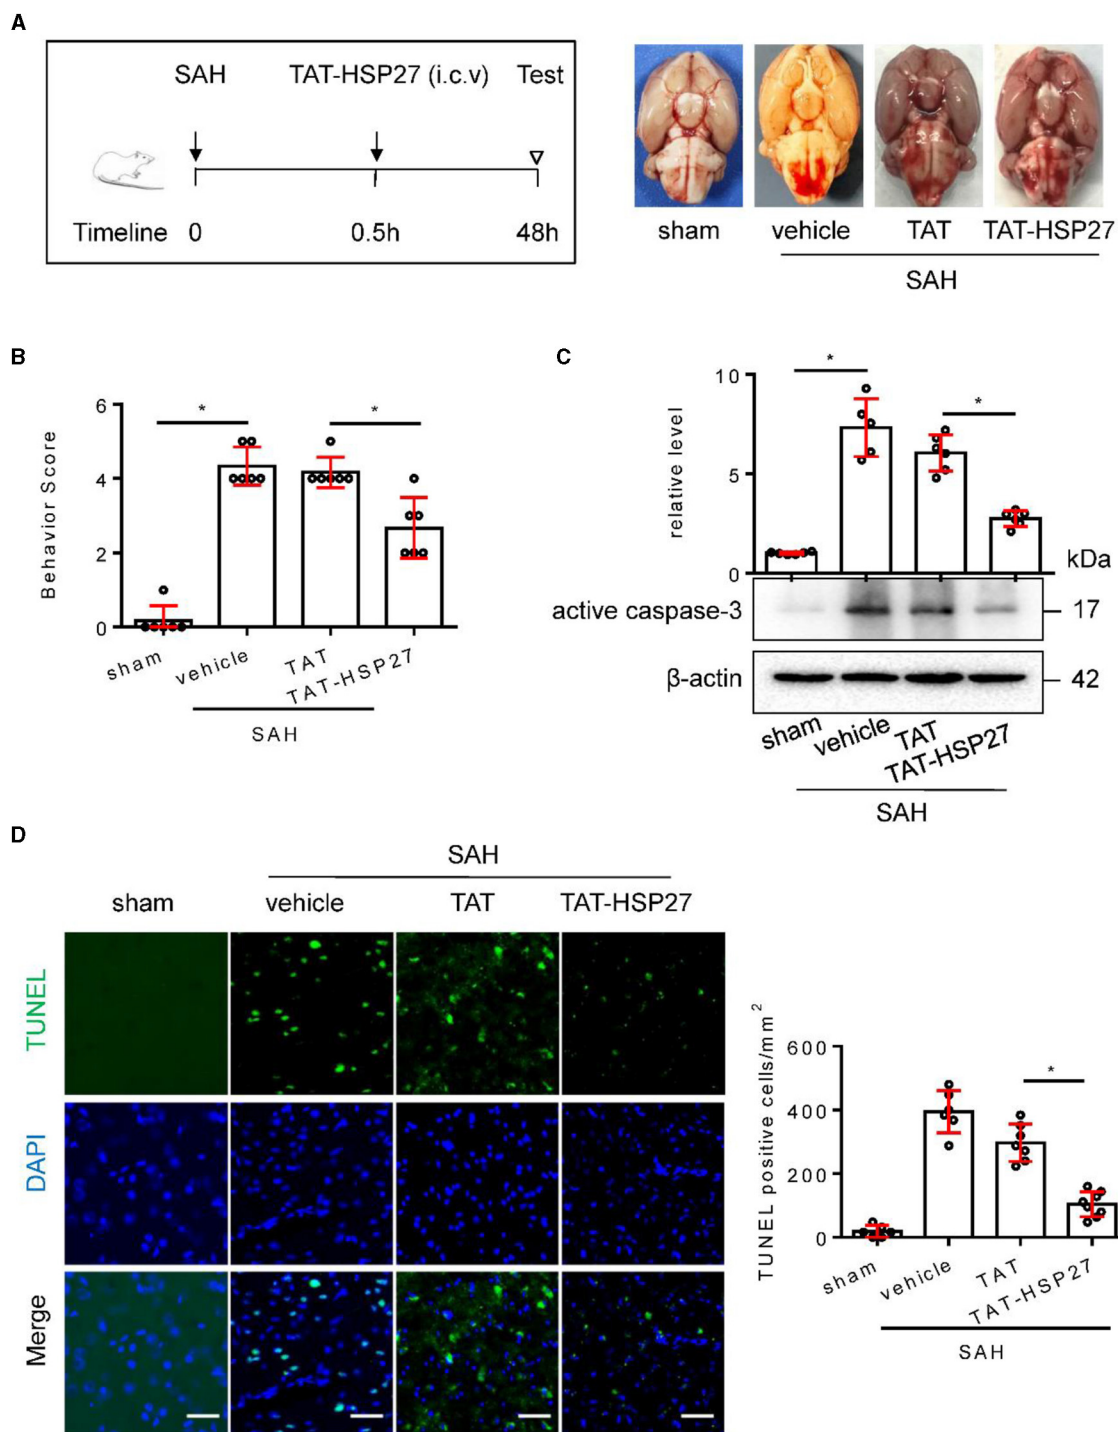 A
SAH TAT-HSP27 (i.c.v) Test
Timeline 0 0.5h 48h
sham vehicle TAT TAT-HSP27
SAH
B
6
4
2
0
Behavior Score
* *
sham vehicle TAT TAT-HSP27
SAH
C
10
5
0
relative level
* *
kDa
active caspase-3 17
β-actin 42
sham vehicle TAT TAT-HSP27
SAH
D
SAH
sham vehicle TAT TAT-HSP27
TUNEL
DAPI
Merge
TUNEL positive cells/mm2
600
400
200
0
*
sham vehicle TAT TAT-HSP27
SAH